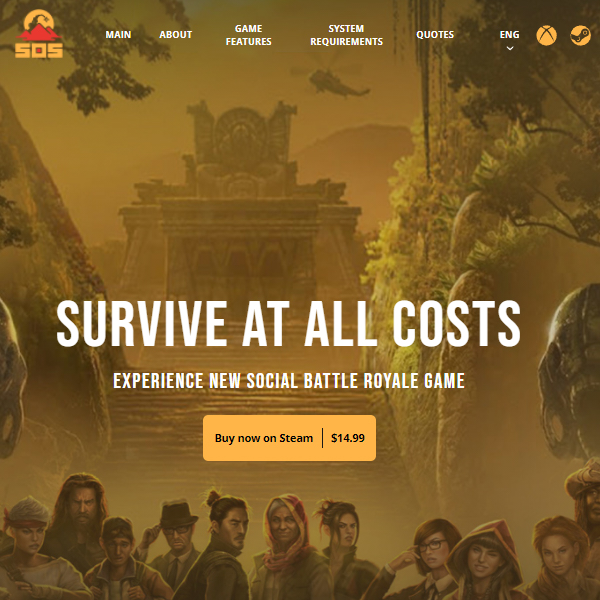 SOS
MAIN
ABOUT
GAME
FEATURES
SYSTEM
REQUIREMENTS
QUOTES
ENG
SURVIVE AT ALL COSTS
EXPERIENCE NEW SOCIAL BATTLE ROYALE GAME
Buy now on Steam $14.99